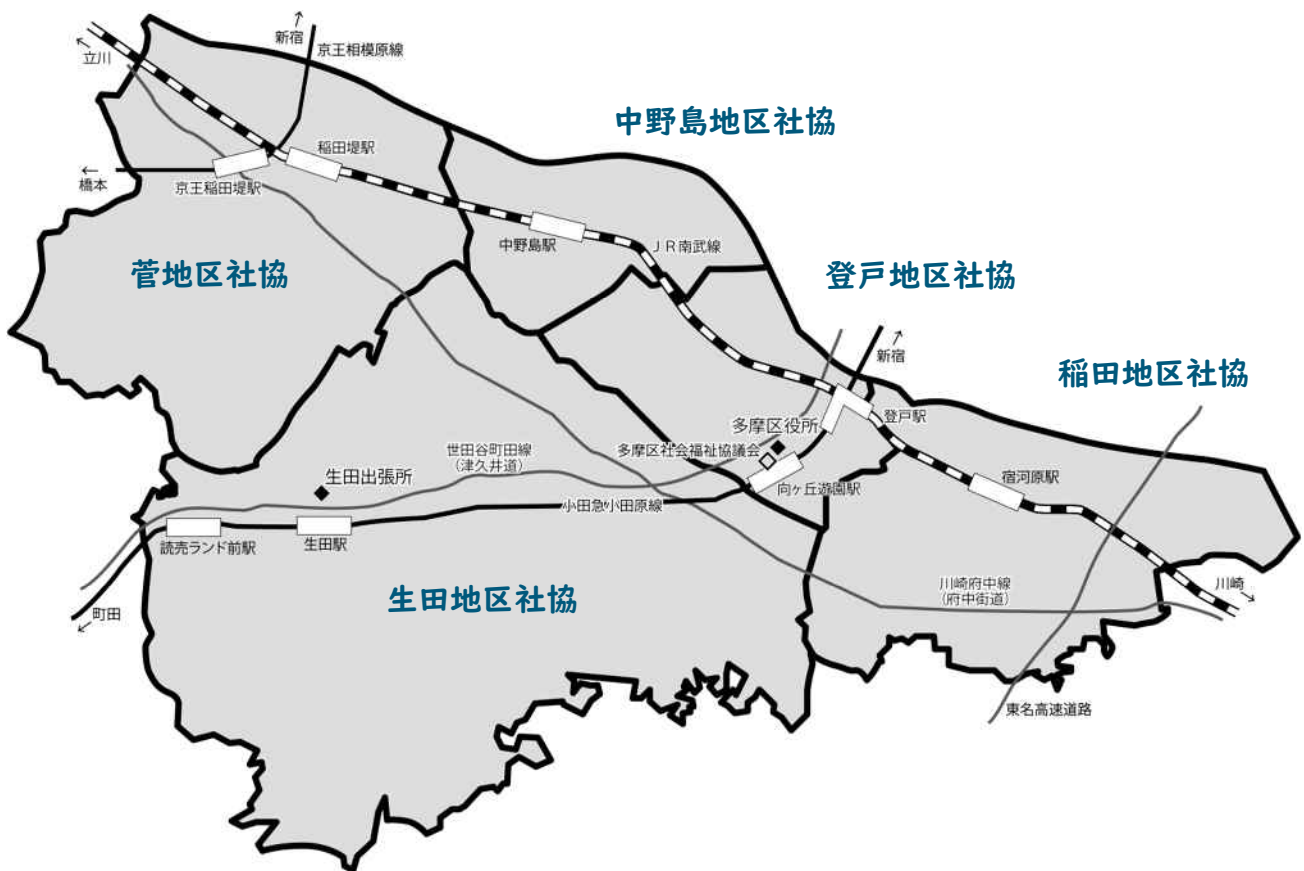 ↑
新宿
京王相模原線
←
立川
中野島地区社協
稲田堤駅
←
橋本
京王稲田堤駅
中野島駅
JR南武線
菅地区社協
登戸地区社協
↑
新宿
稲田地区社協
登戸駅
多摩区役所
多摩区社会福祉協議会
世田谷町田線
(津久井道)
生田出張所
向ヶ丘遊園駅
宿河原駅
小田急小田原線
読売ランド前駅
生田駅
生田地区社協
川崎府中線
(府中街道)
川崎
→
町田
←
東名高速道路